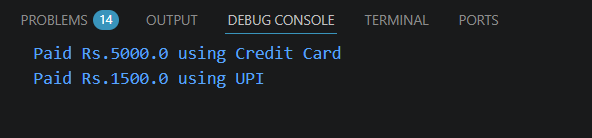 PROBLEMS 14 OUTPUT DEBUG CONSOLE TERMINAL PORTS
Paid Rs.5000.0 using Credit Card
Paid Rs.1500.0 using UPI